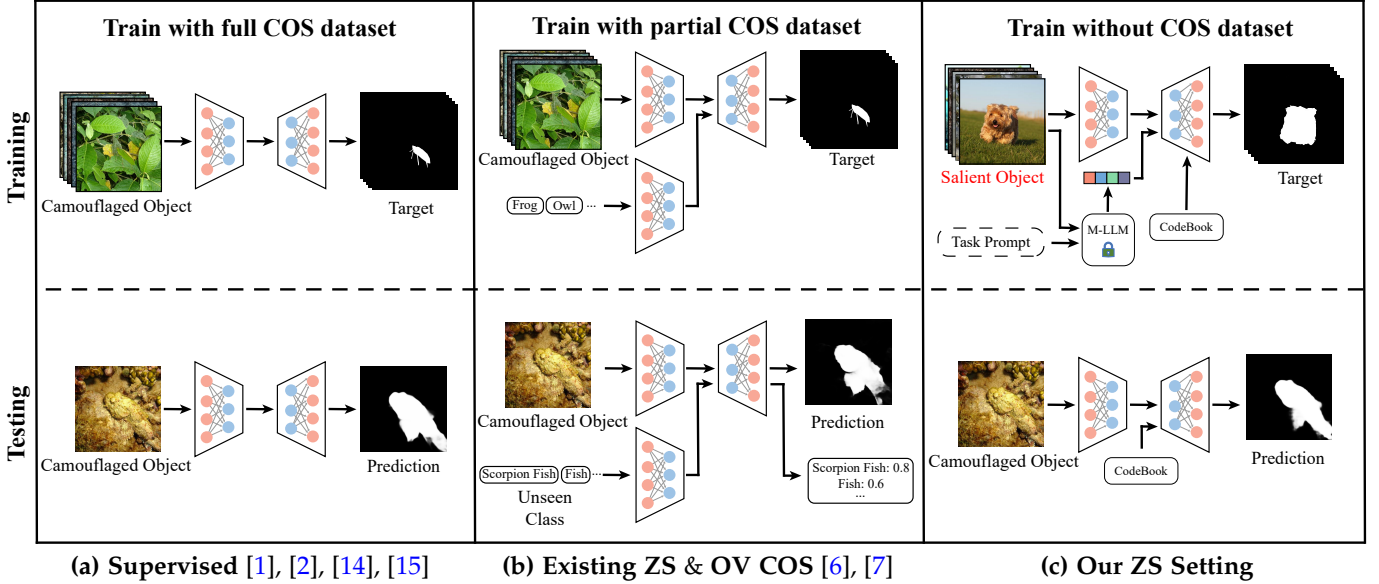 Train with full COS dataset
Train with partial COS dataset
Train without COS dataset
Training
Camouflaged Object
Target
Camouflaged Object
Target
Frog
Owl
...
Salient Object
Target
Task Prompt
M-LLM
CodeBook
Testing
Camouflaged Object
Prediction
Camouflaged Object
Prediction
Scorpion Fish
Fish
...
Unseen
Class
Scorpion Fish: 0.8
Fish: 0.6
...
Camouflaged Object
CodeBook
Prediction
(a) Supervised [1], [2], [14], [15]
(b) Existing ZS & OV COS [6], [7]
(c) Our ZS Setting